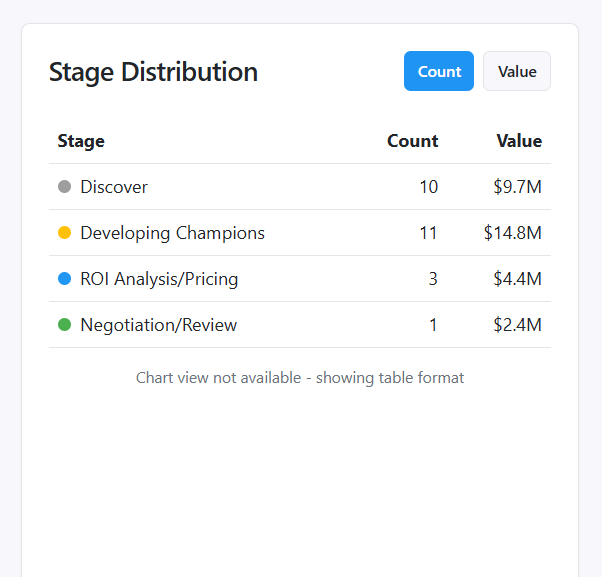 Stage Distribution Count Value
Stage Count Value
Discover 10 $9.7M
Developing Champions 11 $14.8M
ROI Analysis/Pricing 3 $4.4M
Negotiation/Review 1 $2.4M
Chart view not available - showing table format